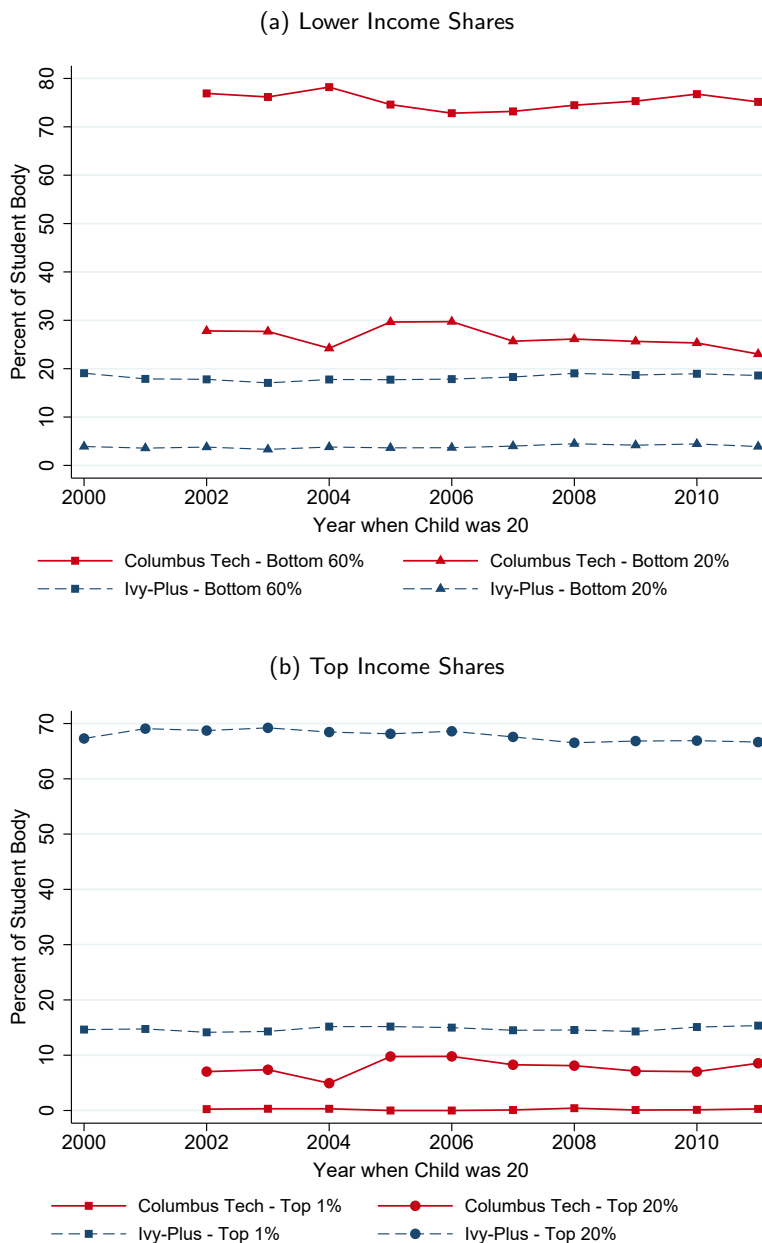 (a) Lower Income Shares
Percent of Student Body
80
70
60
50
40
30
20
10
0
2000 2002 2004 2006 2008 2010
Year when Child was 20
Columbus Tech - Bottom 60% Columbus Tech - Bottom 20%
Ivy-Plus - Bottom 60% Ivy-Plus - Bottom 20%
(b) Top Income Shares
Percent of Student Body
70
60
50
40
30
20
10
0
2000 2002 2004 2006 2008 2010
Year when Child was 20
Columbus Tech - Top 1% Columbus Tech - Top 20%
Ivy-Plus - Top 1% Ivy-Plus - Top 20%